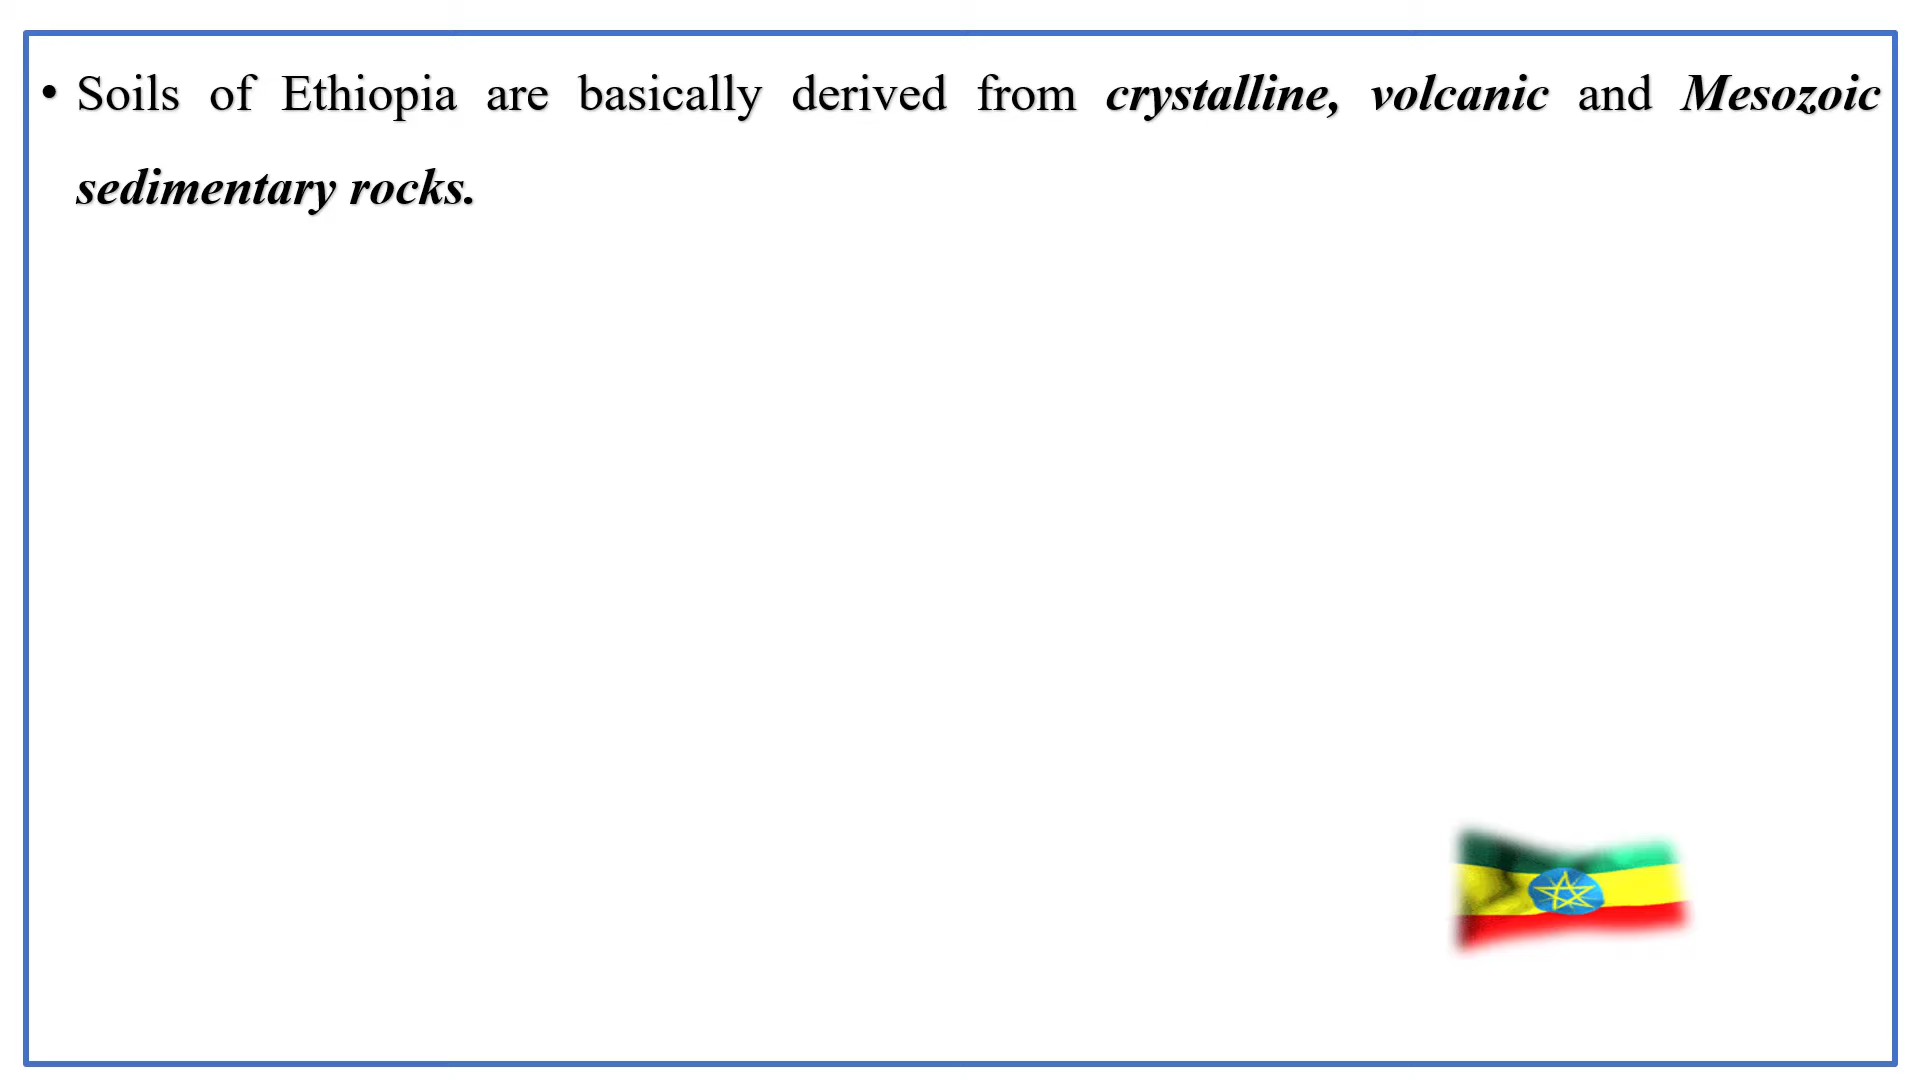 • Soils of Ethiopia are basically derived from crystalline, volcanic and Mesozoic
sedimentary rocks.